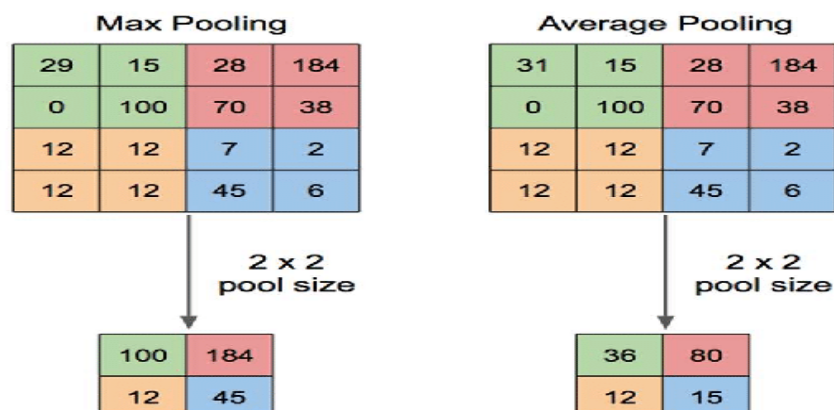 Max Pooling
29 15 28 184
0 100 70 38
12 12 7 2
12 12 45 6
2 x 2
pool size
100 184
12 45
Average Pooling
31 15 28 184
0 100 70 38
12 12 7 2
12 12 45 6
2 x 2
pool size
36 80
12 15